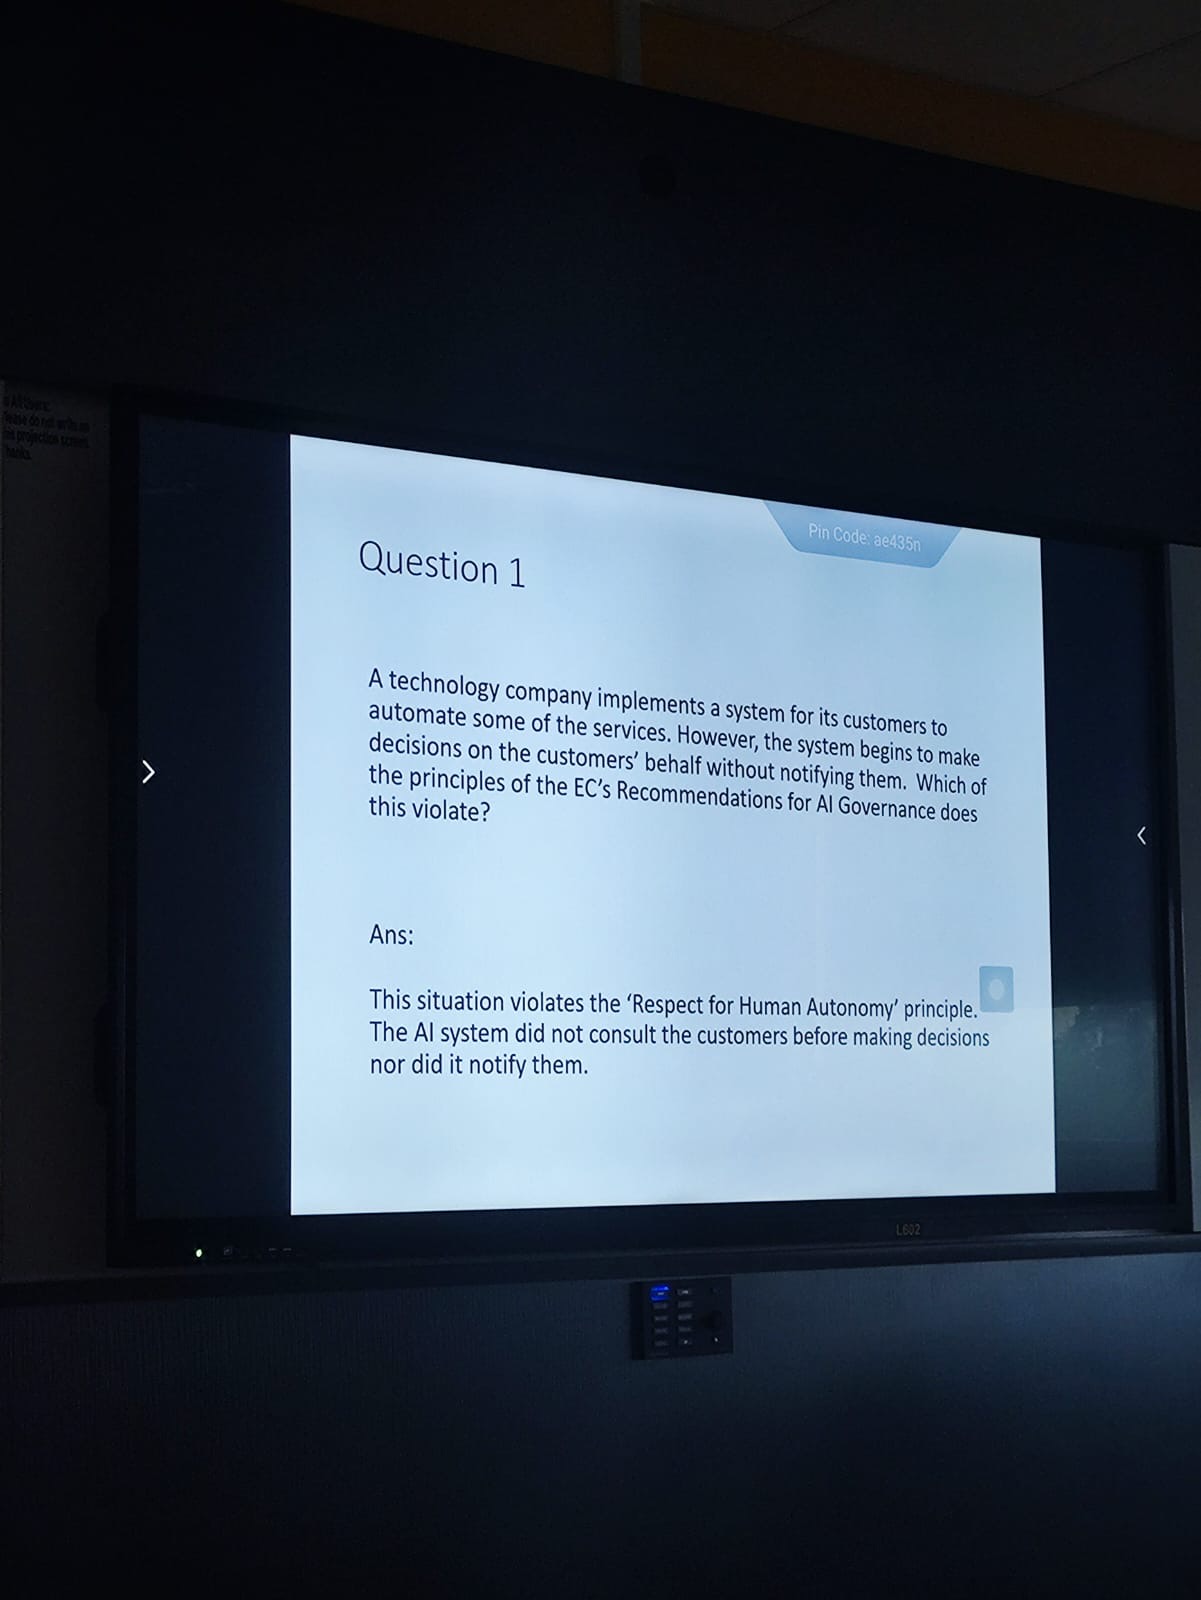 All Users:
Please do not write on
this projection screen.
Thanks.
Pin Code: ae435n
Question 1
A technology company implements a system for its customers to
automate some of the services. However, the system begins to make
decisions on the customers’ behalf without notifying them. Which of
the principles of the EC’s Recommendations for AI Governance does
this violate?
Ans:
This situation violates the ‘Respect for Human Autonomy’ principle.
The AI system did not consult the customers before making decisions
nor did it notify them.
L602